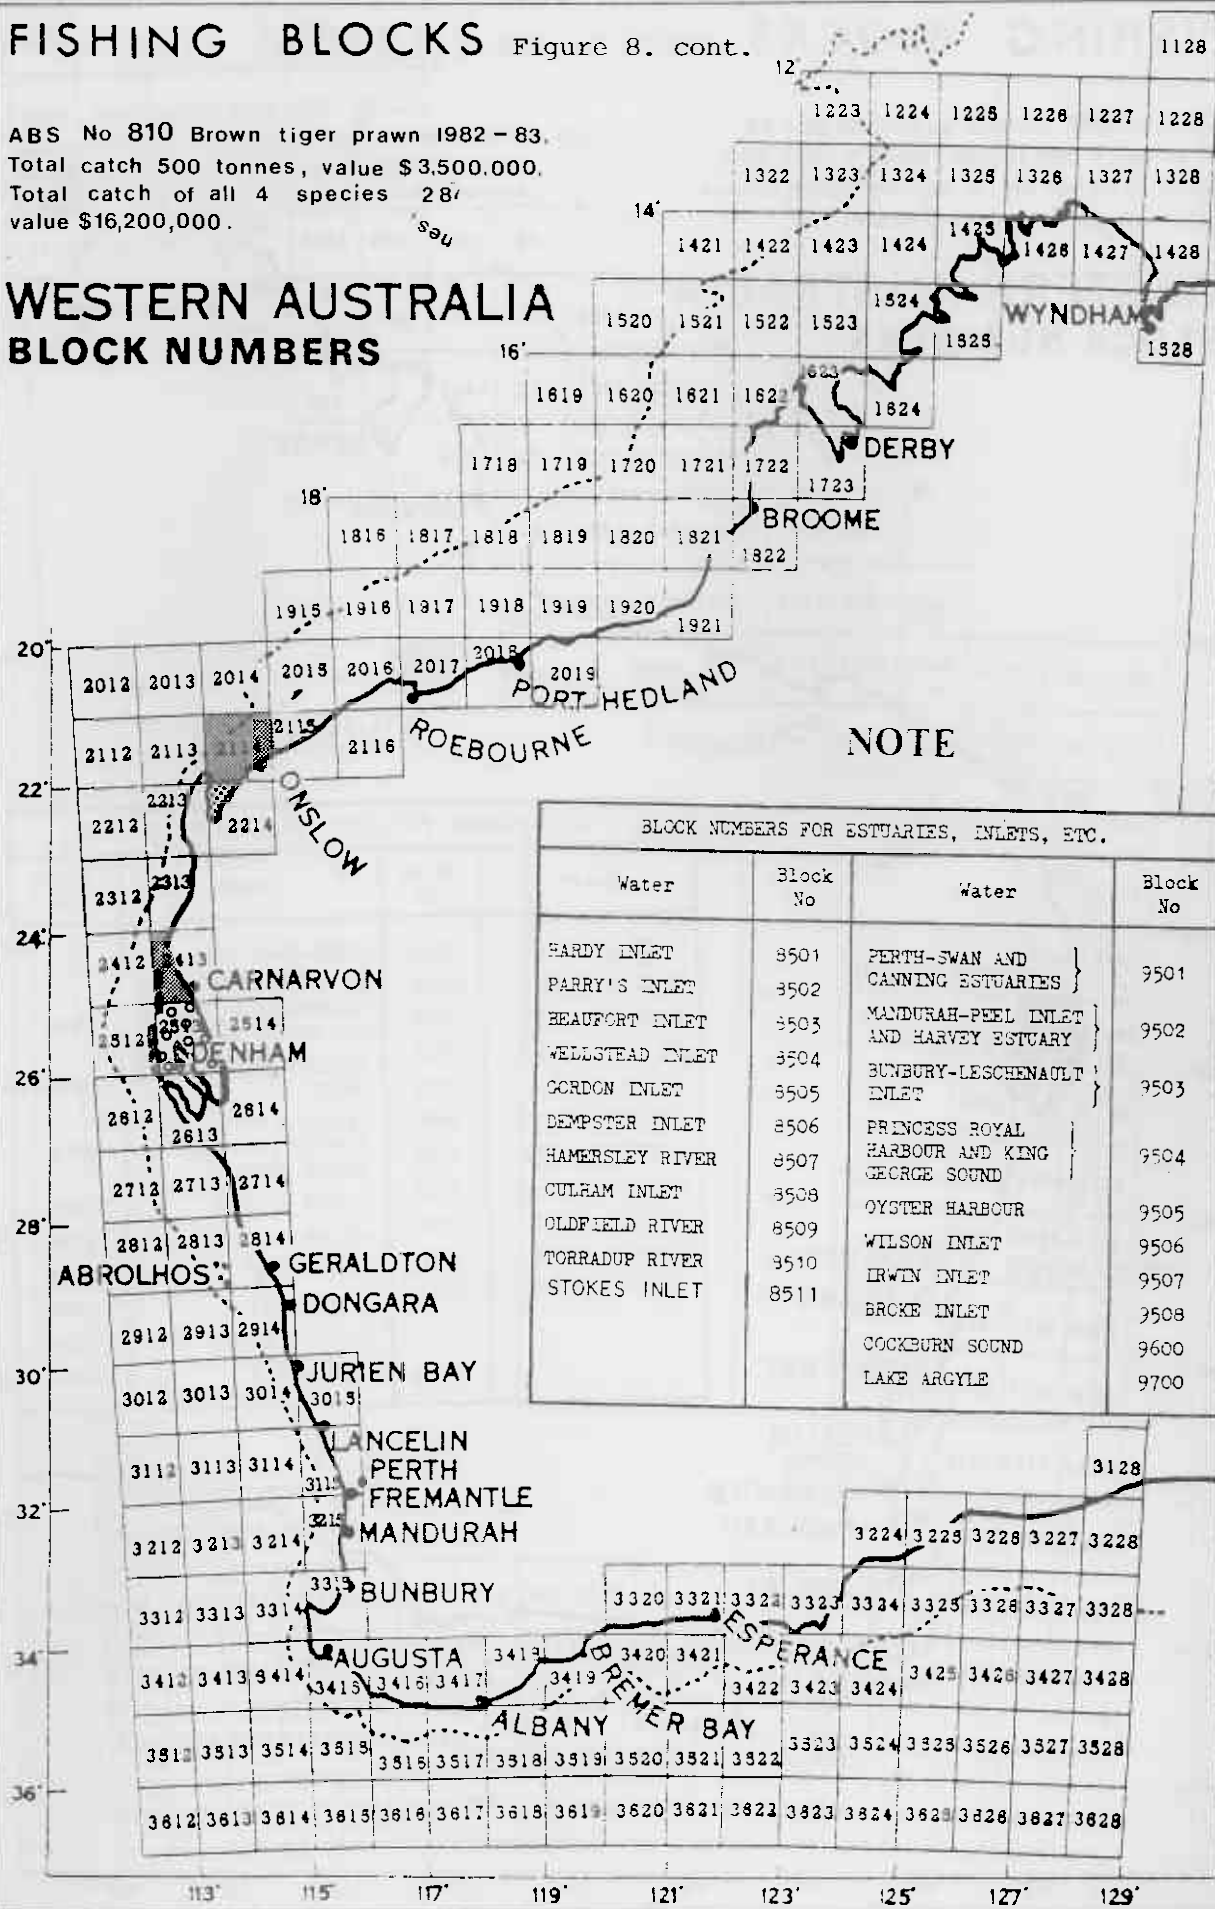 FISHING BLOCKS Figure 8. cont.
ABS No 810 Brown tiger prawn 1982-83.
Total catch 500 tonnes, value $3,500,000.
Total catch of all 4 species 28
nes
value $16,200,000.
WESTERN AUSTRALIA
BLOCK NUMBERS
12°
1128
1223 1224 1225 1226 1227 1228
1322 1323 1324 1325 1326 1327 1328
14°
1421 1422 1423 1424 1425 1426 1427 1428
1520 1521 1522 1523 1524 1525 WYNDHAM 1528
16°
1619 1620 1621 1622 1624
DERBY
1718 1719 1720 1721 1722 1723
18°
BROOME
1816 1817 1818 1819 1820 1821 1822
1915 1916 1917 1918 1919 1920 1921
20°
2012 2013 2014 2015 2016 2017 2018 2019
PORT HEDLAND
ROEBOURNE
2112 2113 2114 2115 2116
ONSLOW
22°
2212 2213 2214
2312 2313
24°
2412 2413
CARNARVON
2512 2513 2514
DENHAM
26°
2612 2613 2614
2712 2713 2714
28°
2812 2813 2814
ABROLHOS
GERALDTON
DONGARA
2912 2913 2914
30°
JURIEN BAY
3012 3013 3014 3015
LANCELIN
PERTH
FREMANTLE
3112 3113 3114 3115
32°
MANDURAH
3212 3213 3214 3215
BUNBURY
3312 3313 3314 3315
34°
AUGUSTA
3412 3413 3414 3415 3416 3417 3418 3419 3420 3421 3422 3423 3424 3425 3426 3427 3428
ALBANY
BREMER BAY
ESPERANCE
3128
3224 3225 3226 3227 3228
3320 3321 3322 3323 3324 3325 3326 3327 3328
3512 3513 3514 3515 3516 3517 3518 3519 3520 3521 3522 3523 3524 3525 3526 3527 3528
36°
3612 3613 3614 3615 3616 3617 3618 3619 3620 3621 3622 3623 3624 3625 3626 3627 3628
113° 115° 117° 119° 121° 123° 125° 127° 129°
NOTE
BLOCK NUMBERS FOR ESTUARIES, INLETS, ETC.
Water Block No Water Block No
HARDY INLET 8501
PARRY'S INLET 8502
BEAUFORT INLET 8503
WELLSTEAD INLET 8504
GORDON INLET 8505
DEMPSTER INLET 8506
HAMERSLEY RIVER 8507
CULHAM INLET 8508
OLDFIELD RIVER 8509
TORRADUP RIVER 8510
STOKES INLET 8511
PERTH-SWAN AND
CANNING ESTUARIES } 9501
MANDURAH-PEEL INLET
AND HARVEY ESTUARY } 9502
BUNBURY-LESCHENAULT
INLET } 9503
PRINCESS ROYAL
HARBOUR AND KING
GEORGE SOUND } 9504
OYSTER HARBOUR 9505
WILSON INLET 9506
IRWIN INLET 9507
BROKE INLET 9508
COCKBURN SOUND 9600
LAKE ARGYLE 9700